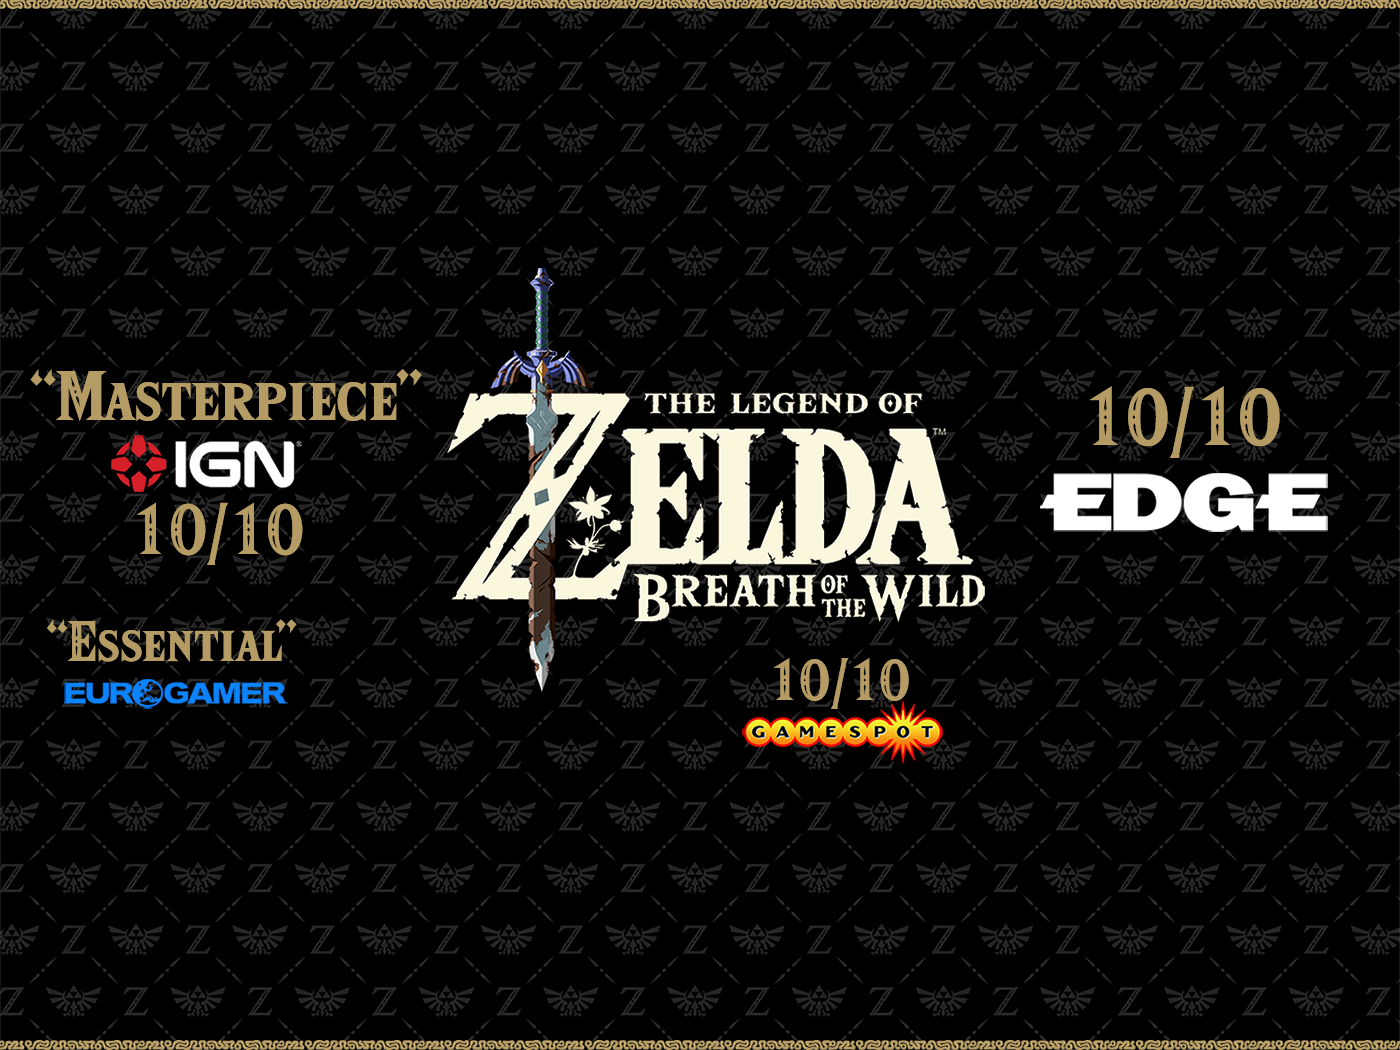 “Masterpiece”
IGN®
10/10
“Essential”
EUROGAMER
THE LEGEND OF
ZELDA™
BREATH OF THE WILD
10/10
GAMESPOT
10/10
EDGE